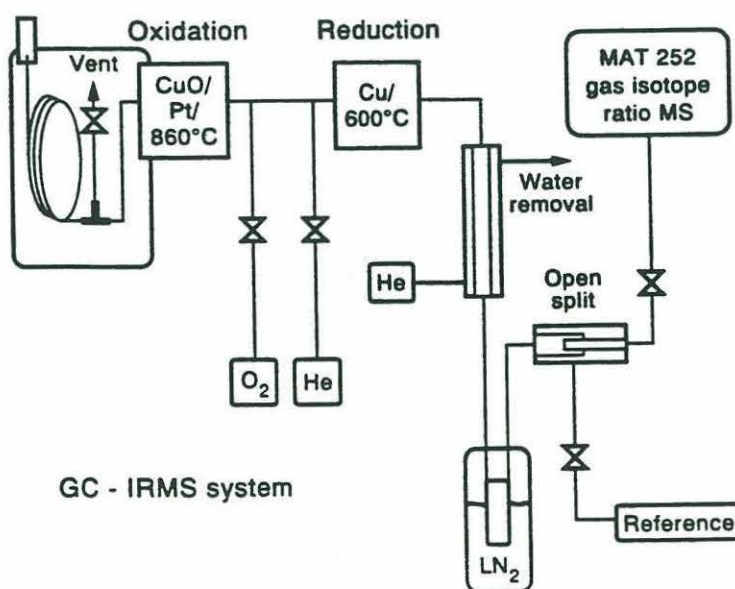 Oxidation
Reduction
Vent
CuO/
Pt/
860°C
Cu/
600°C
MAT 252
gas isotope
ratio MS
Water
removal
He
Open
split
O₂
He
GC - IRMS system
LN₂
Reference